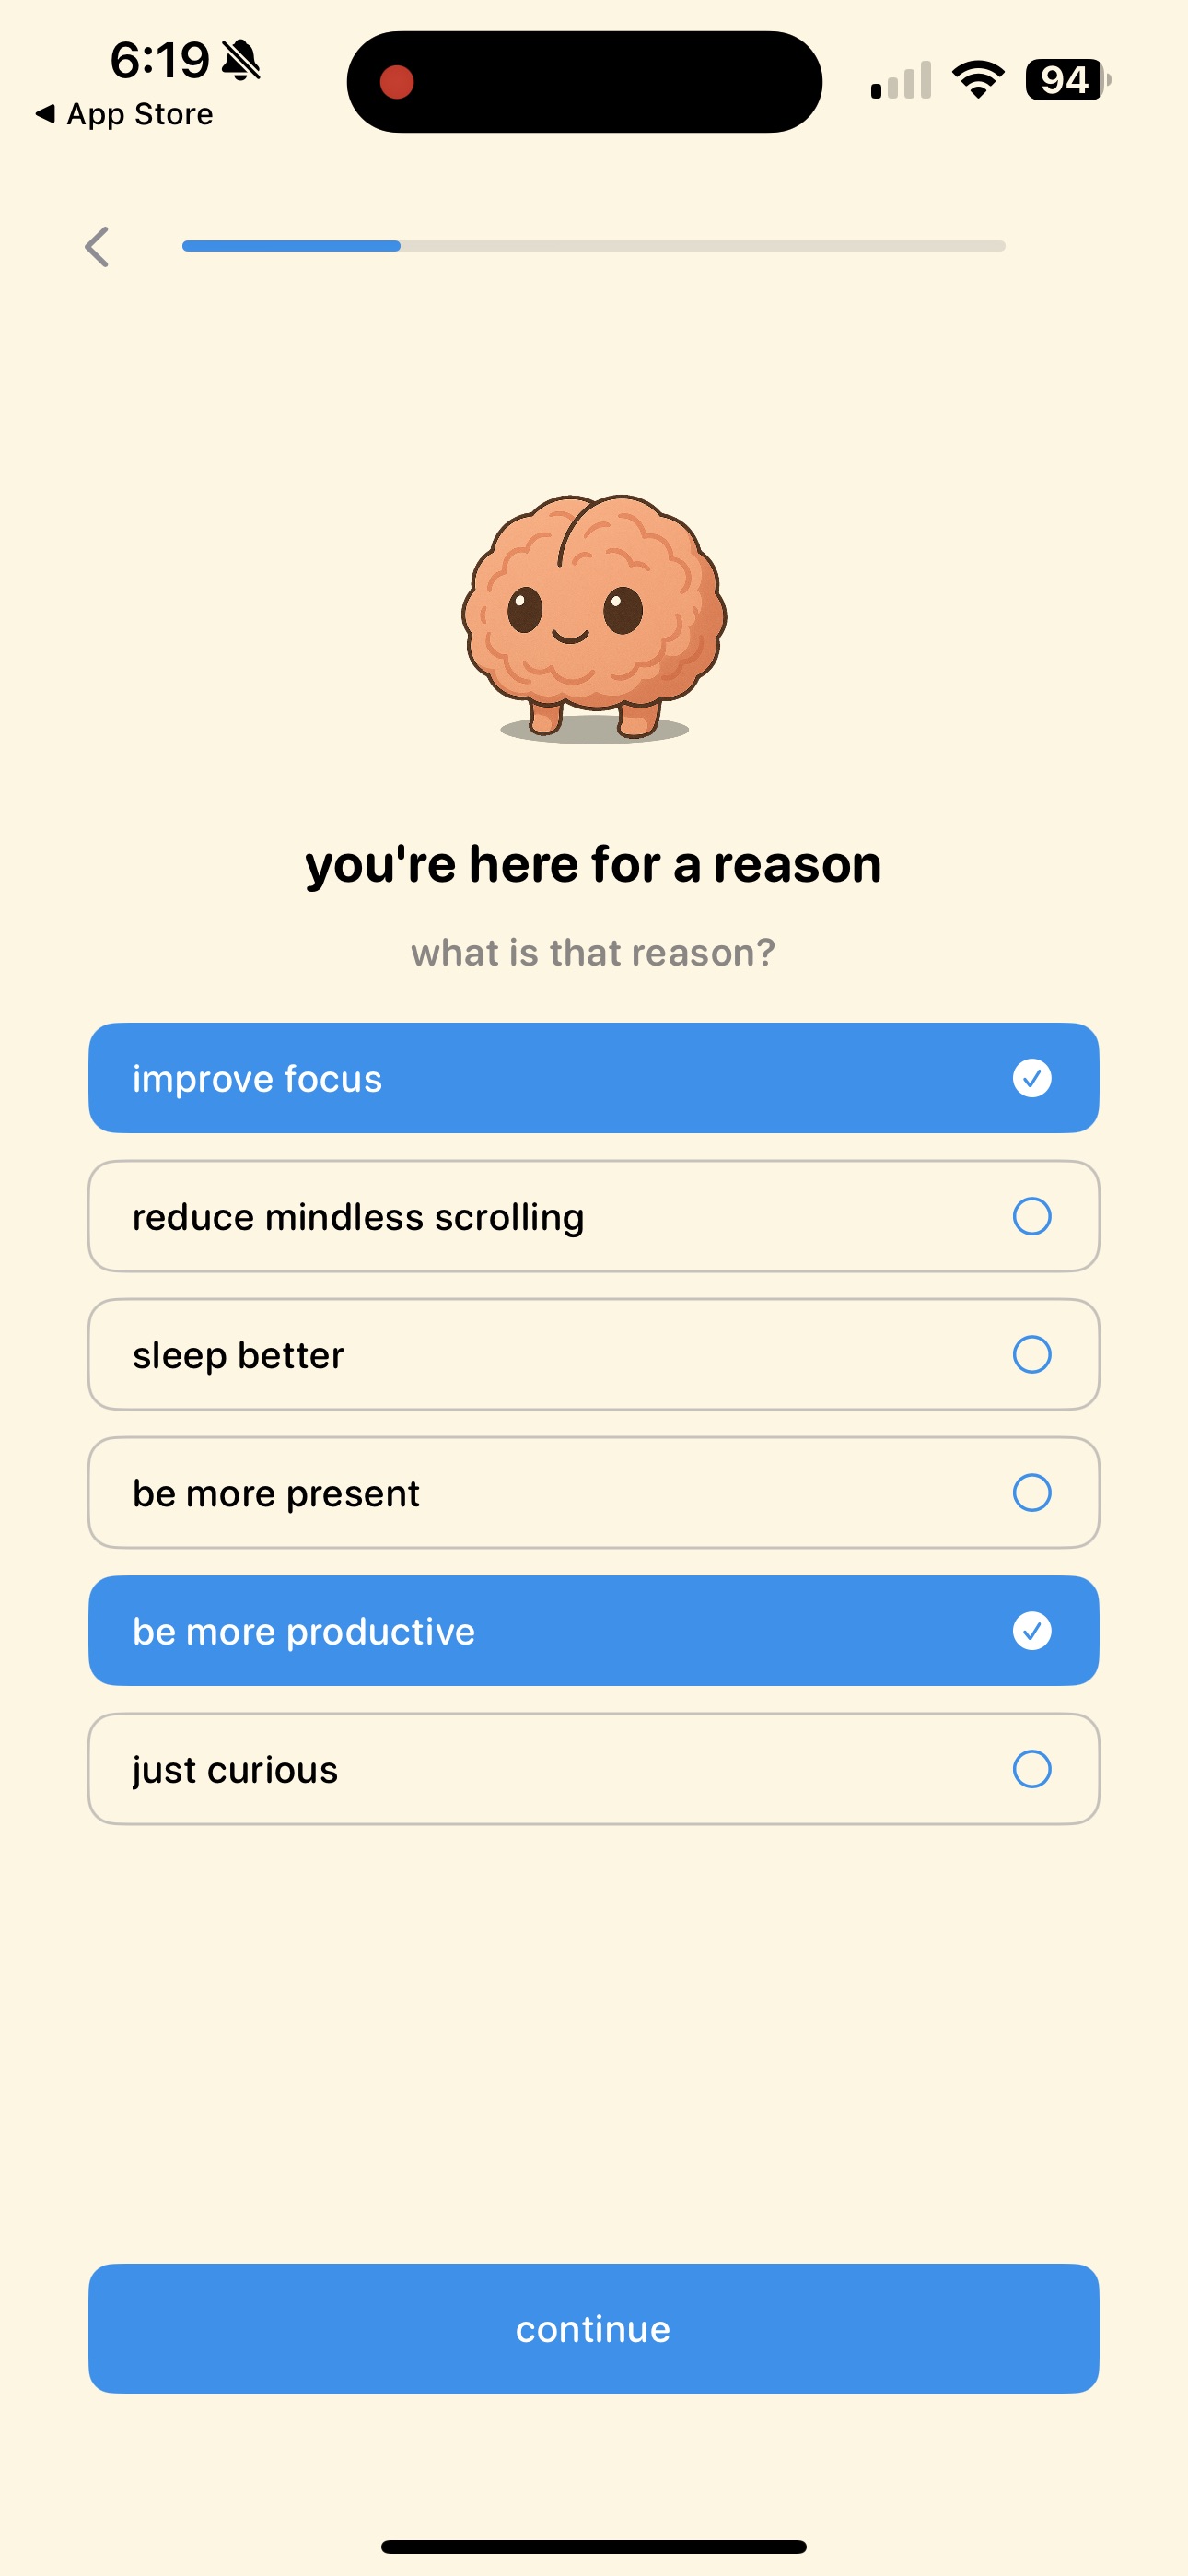 6:19
App Store
94
you're here for a reason
what is that reason?
improve focus
reduce mindless scrolling
sleep better
be more present
be more productive
just curious
continue